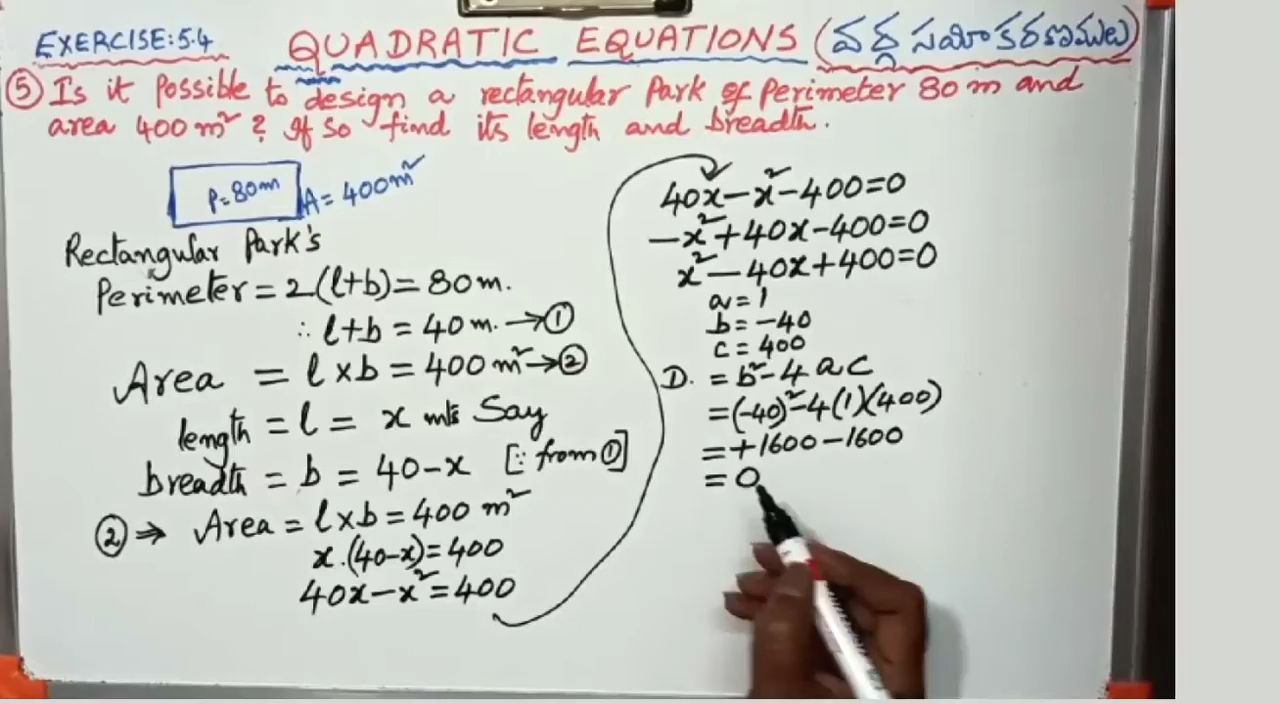 EXERCISE:5.4 QUADRATIC EQUATIONS (వర్గ సమీకరణములు)
⑤ Is it Possible to design a rectangular Park of Perimeter 80 m and
area 400 m² ? If So find its length and breadth.
P=80m A=400m²
Rectangular Park's
Perimeter = 2(l+b) = 80 m.
∴ l+b = 40 m. → ①
Area = l x b = 400 m² → ②
length = l = x mts Say
breadth = b = 40-x [∵ from ①]
② ⇒ Area = l x b = 400 m²
x.(40-x) = 400
40x-x² = 400
40x-x²-400=0
-x²+40x-400=0
x²-40x+400=0
a=1
b=-40
c=400
D. = b²-4ac
=(-40)²-4(1)(400)
=+1600-1600
=0